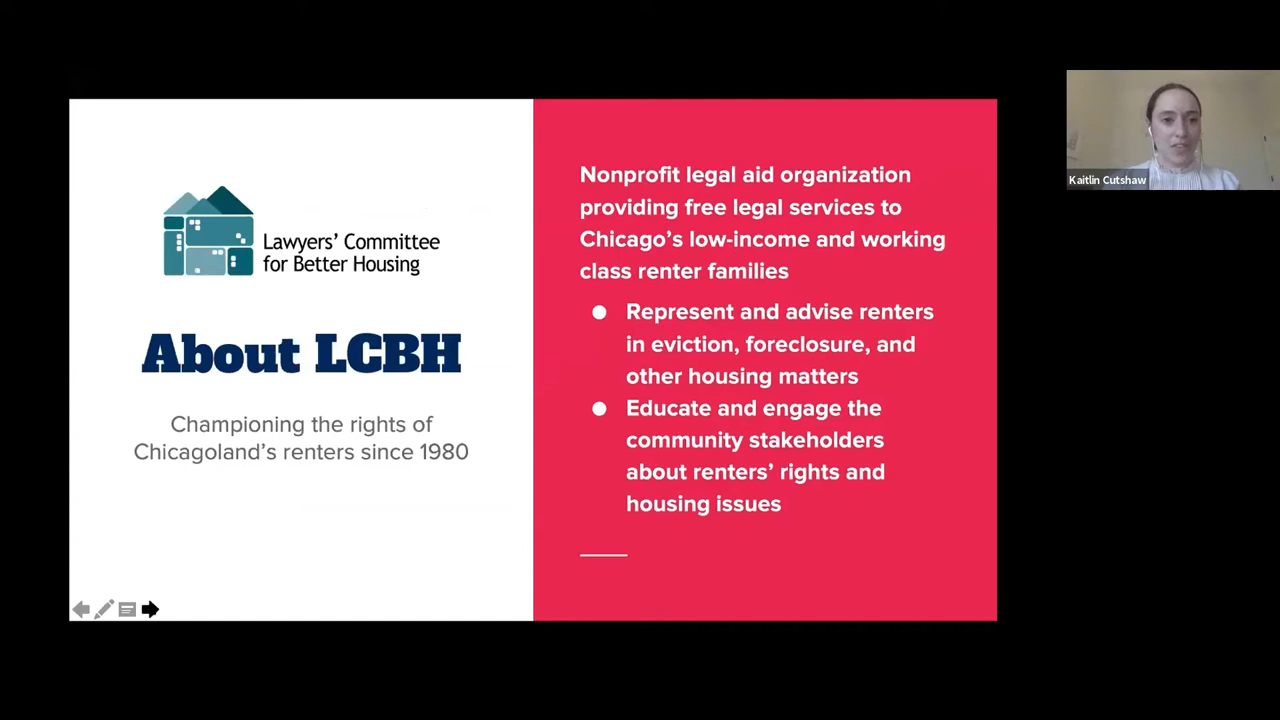 Lawyers’ Committee
for Better Housing
About LCBH
Championing the rights of
Chicagoland’s renters since 1980
Nonprofit legal aid organization
providing free legal services to
Chicago’s low-income and working
class renter families
● Represent and advise renters
in eviction, foreclosure, and
other housing matters
● Educate and engage the
community stakeholders
about renters’ rights and
housing issues
Kaitlin Cutshaw